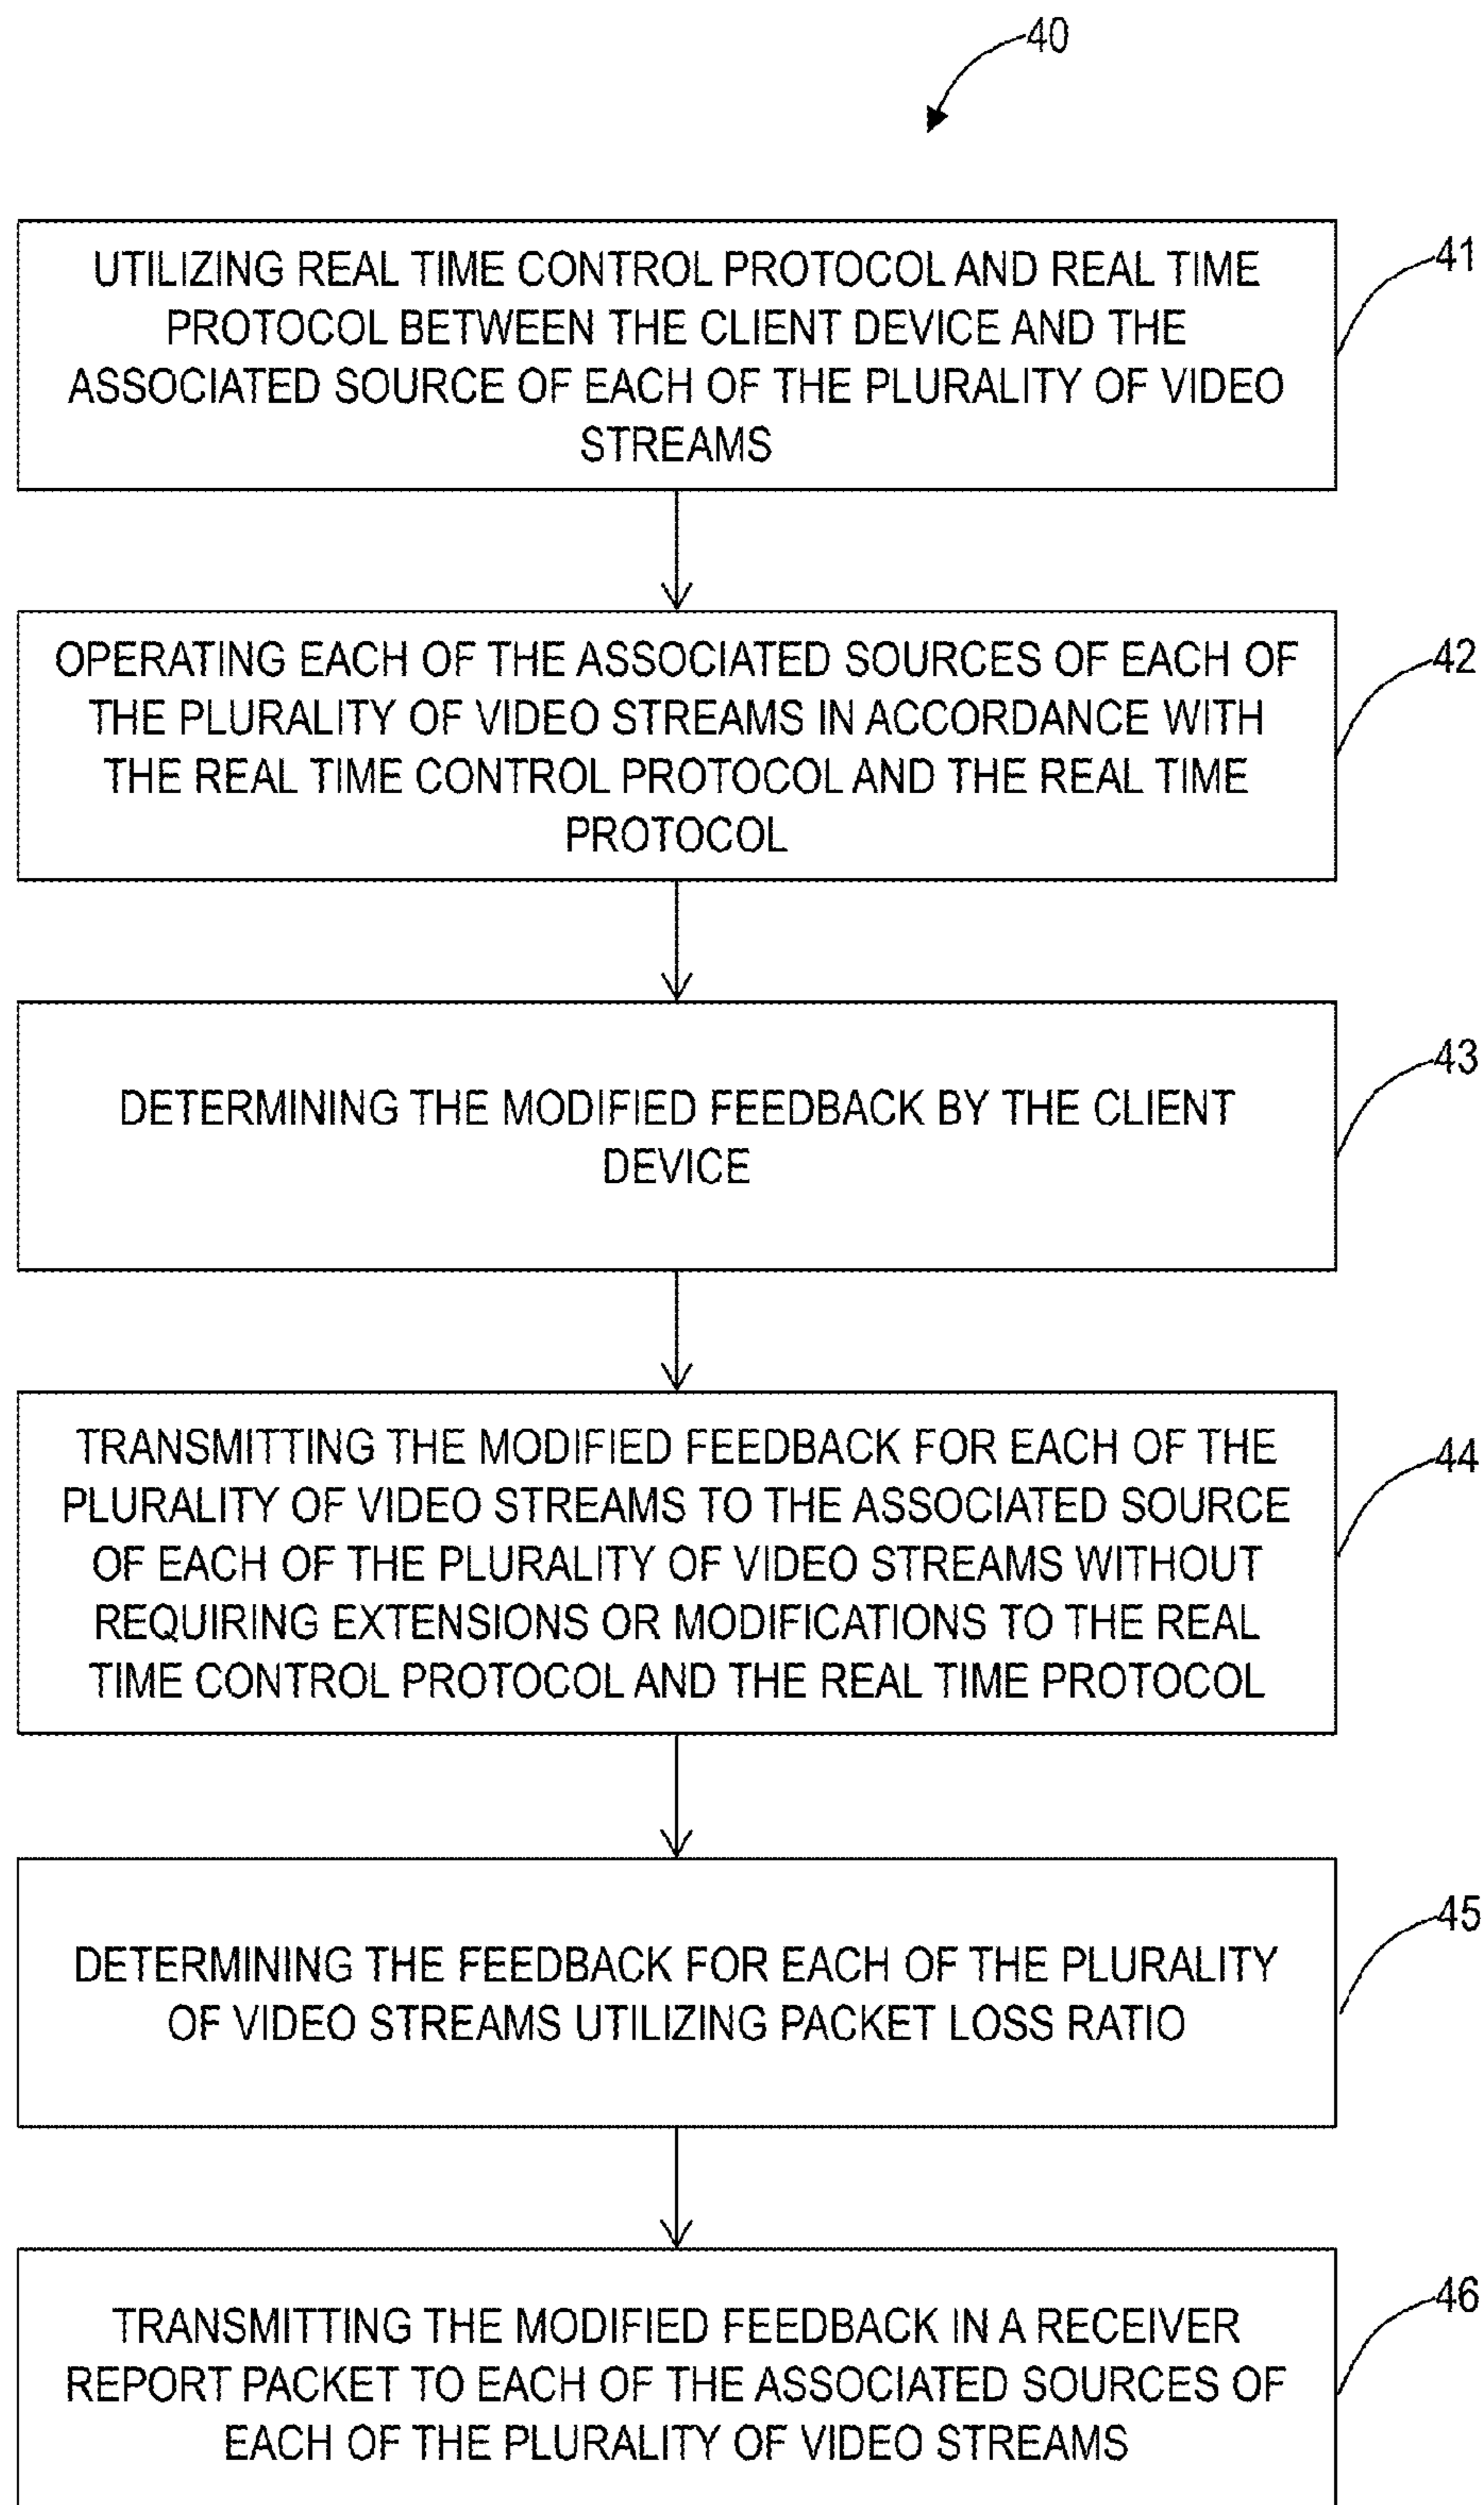 40
UTILIZING REAL TIME CONTROL PROTOCOL AND REAL TIME
PROTOCOL BETWEEN THE CLIENT DEVICE AND THE
ASSOCIATED SOURCE OF EACH OF THE PLURALITY OF VIDEO
STREAMS
41
OPERATING EACH OF THE ASSOCIATED SOURCES OF EACH OF
THE PLURALITY OF VIDEO STREAMS IN ACCORDANCE WITH
THE REAL TIME CONTROL PROTOCOL AND THE REAL TIME
PROTOCOL
42
DETERMINING THE MODIFIED FEEDBACK BY THE CLIENT
DEVICE
43
TRANSMITTING THE MODIFIED FEEDBACK FOR EACH OF THE
PLURALITY OF VIDEO STREAMS TO THE ASSOCIATED SOURCE
OF EACH OF THE PLURALITY OF VIDEO STREAMS WITHOUT
REQUIRING EXTENSIONS OR MODIFICATIONS TO THE REAL
TIME CONTROL PROTOCOL AND THE REAL TIME PROTOCOL
44
DETERMINING THE FEEDBACK FOR EACH OF THE PLURALITY
OF VIDEO STREAMS UTILIZING PACKET LOSS RATIO
45
TRANSMITTING THE MODIFIED FEEDBACK IN A RECEIVER
REPORT PACKET TO EACH OF THE ASSOCIATED SOURCES OF
EACH OF THE PLURALITY OF VIDEO STREAMS
46